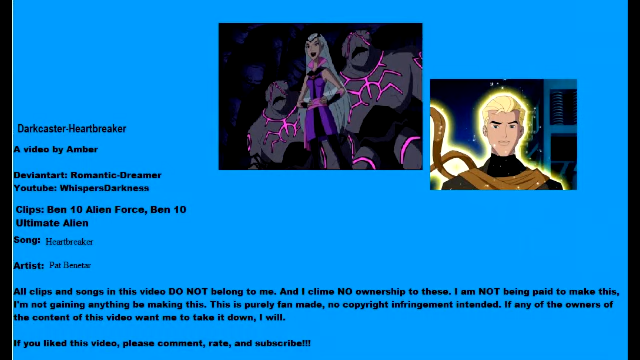 Darkcaster-Heartbreaker
A video by Amber
Deviantart: Romantic-Dreamer
Youtube: WhispersDarkness
Clips: Ben 10 Alien Force, Ben 10
Ultimate Alien
Song: Heartbreaker
Artist: Pat Benetar
All clips and songs in this video DO NOT belong to me. And I clime NO ownership to these. I am NOT being paid to make this,
I'm not gaining anything be making this. This is purely fan made, no copyright infringement intended. If any of the owners of
the content of this video want me to take it down, I will.
If you liked this video, please comment, rate, and subscribe!!!